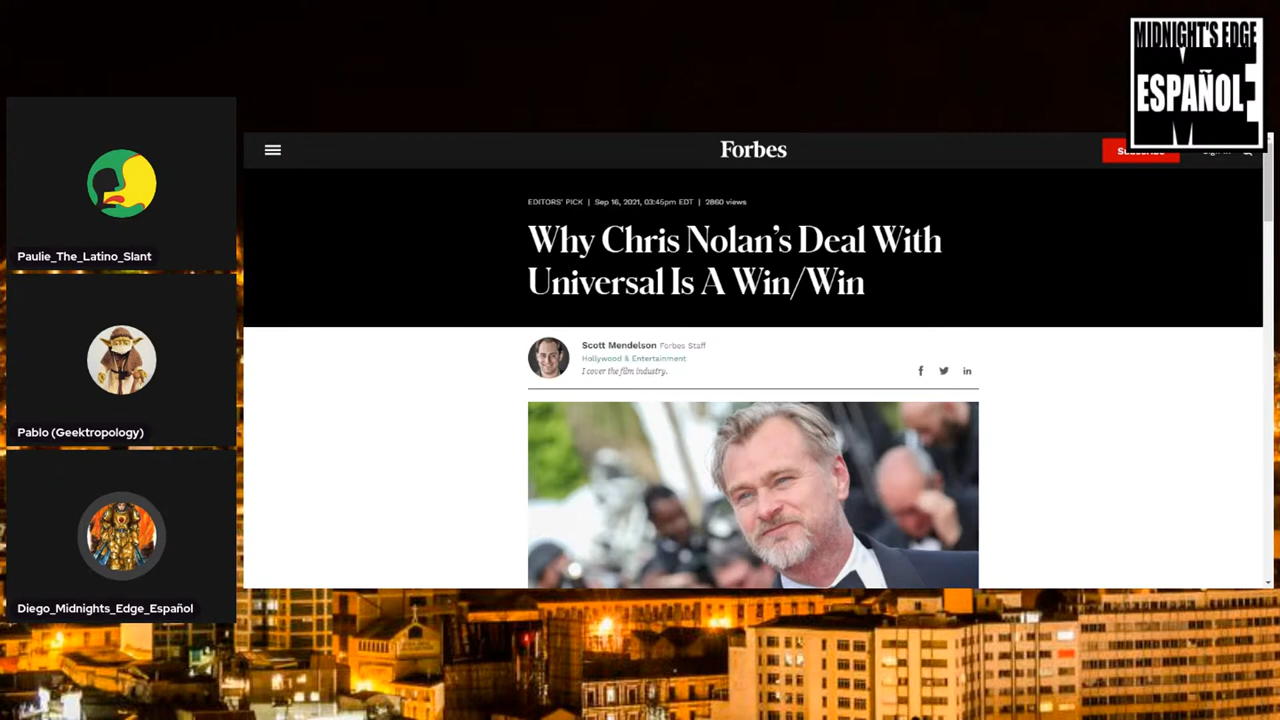 MIDNIGHT'S EDGE
ESPAÑOL
Paulie_The_Latino_Slant
Pablo (Geektropology)
Diego_Midnights_Edge_Español
Forbes
EDITORS' PICK | Sep 16, 2021, 03:45pm EDT | 2860 views
Why Chris Nolan's Deal With
Universal Is A Win/Win
Scott Mendelson Forbes Staff
Hollywood & Entertainment
I cover the film industry.